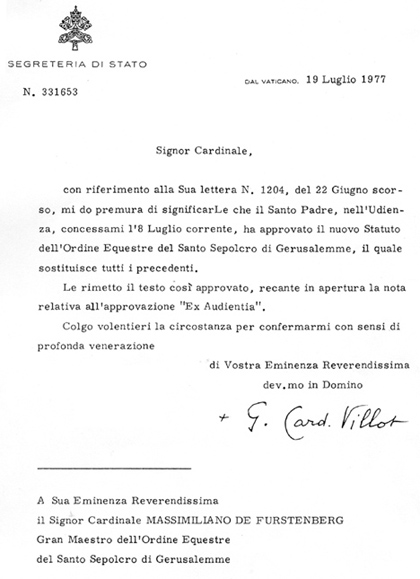 SEGRETERIA DI STATO
N. 331653
DAL VATICANO, 19 Luglio 1977
Signor Cardinale,
con riferimento alla Sua lettera N. 1204, del 22 Giugno scor-
so, mi do premura di significarLe che il Santo Padre, nell'Udien-
za, concessami l'8 Luglio corrente, ha approvato il nuovo Statuto
dell'Ordine Equestre del Santo Sepolcro di Gerusalemme, il quale
sostituisce tutti i precedenti.
Le rimetto il testo così approvato, recante in apertura la nota
relativa all'approvazione "Ex Audientia".
Colgo volentieri la circostanza per confermarmi con sensi di
profonda venerazione
di Vostra Eminenza Reverendissima
dev.mo in Domino
+ G. Card. Villot
A Sua Eminenza Reverendissima
il Signor Cardinale MASSIMILIANO DE FURSTENBERG
Gran Maestro dell'Ordine Equestre
del Santo Sepolcro di Gerusalemme